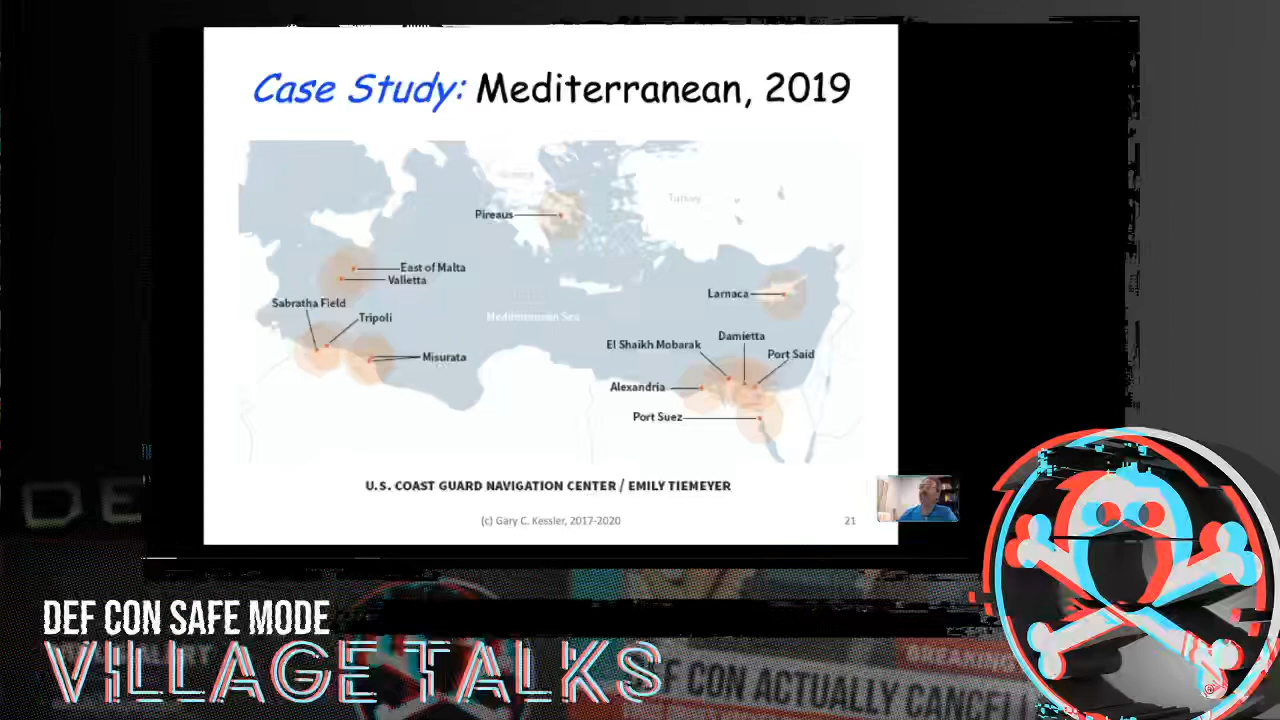 Case Study: Mediterranean, 2019
Greece
Turkey
Pireaus
East of Malta
Valletta
Larnaca
Sabratha Field
Tripoli
Mediterranean Sea
Damietta
El Shaikh Mobarak
Port Said
Misurata
Alexandria
Port Suez
U.S. COAST GUARD NAVIGATION CENTER / EMILY TIEMEYER
(c) Gary C. Kessler, 2017-2020
21
DEF CON SAFE MODE
VILLAGE TALKS
DEF CON ACTUALLY CANCEL